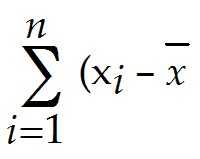 n
∑ (xi – x̅
i=1